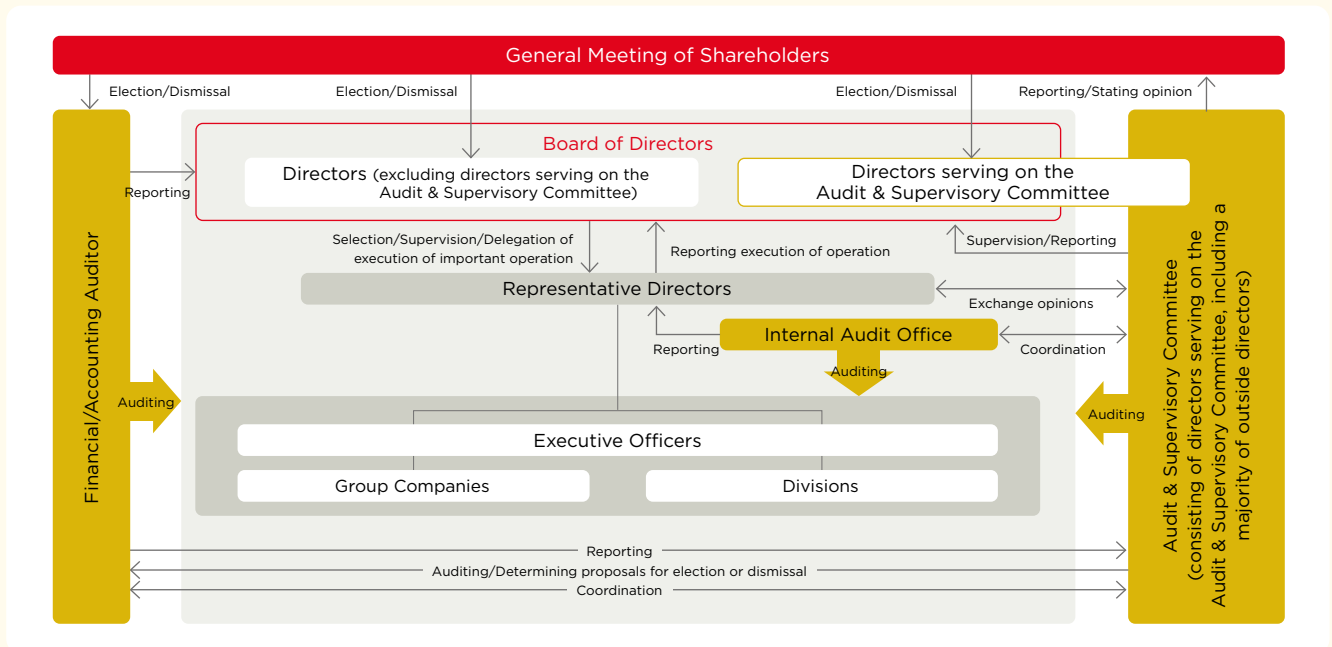 General Meeting of Shareholders
Election/Dismissal
Election/Dismissal
Election/Dismissal
Reporting/Stating opinion
Board of Directors
Directors (excluding directors serving on the
Audit & Supervisory Committee)
Directors serving on the
Audit & Supervisory Committee
Reporting
Selection/Supervision/Delegation of
execution of important operation
Reporting execution of operation
Supervision/Reporting
Representative Directors
Exchange opinions
Internal Audit Office
Reporting
Coordination
Auditing
Financial/Accounting Auditor
Auditing
Auditing
Audit & Supervisory Committee
(consisting of directors serving on the
Audit & Supervisory Committee, including a
majority of outside directors)
Executive Officers
Group Companies
Divisions
Reporting
Auditing/Determining proposals for election or dismissal
Coordination